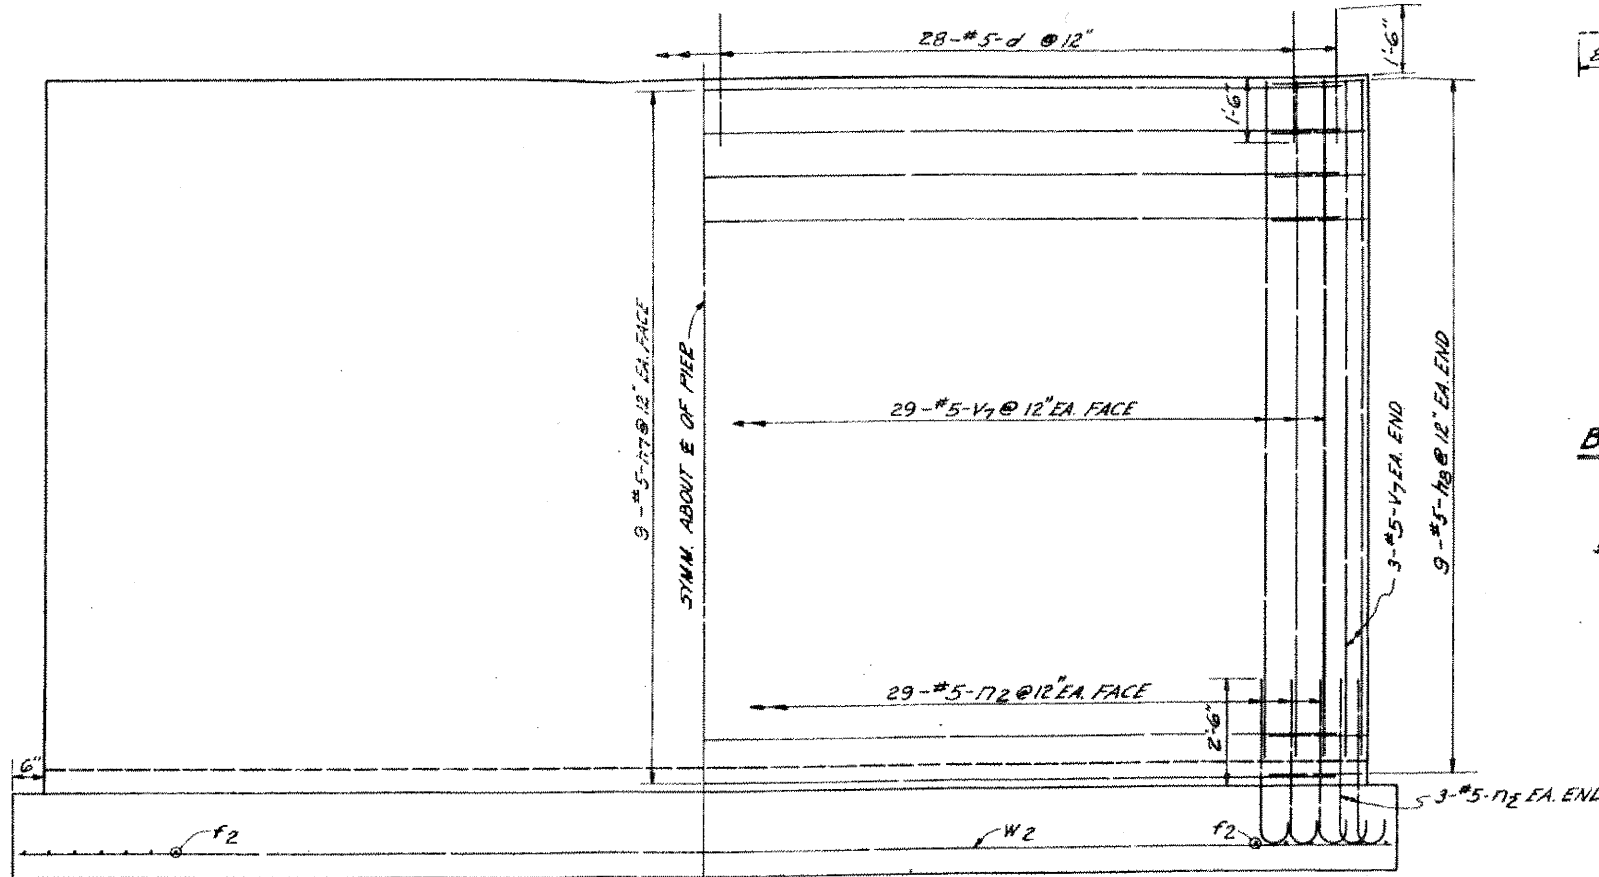 28-#5-d @ 12"
1'-6"
1'-6"
9-#5-h7 @ 12" EA. FACE
SYMM. ABOUT ℄ OF PIER
29-#5-V7 @ 12" EA. FACE
3-#5-V7 EA. END
9-#5-h8 @ 12" EA. END
29-#5-n2 @ 12" EA. FACE
2'-6"
6"
3-#5-n2 EA. END
f2
W2
f2